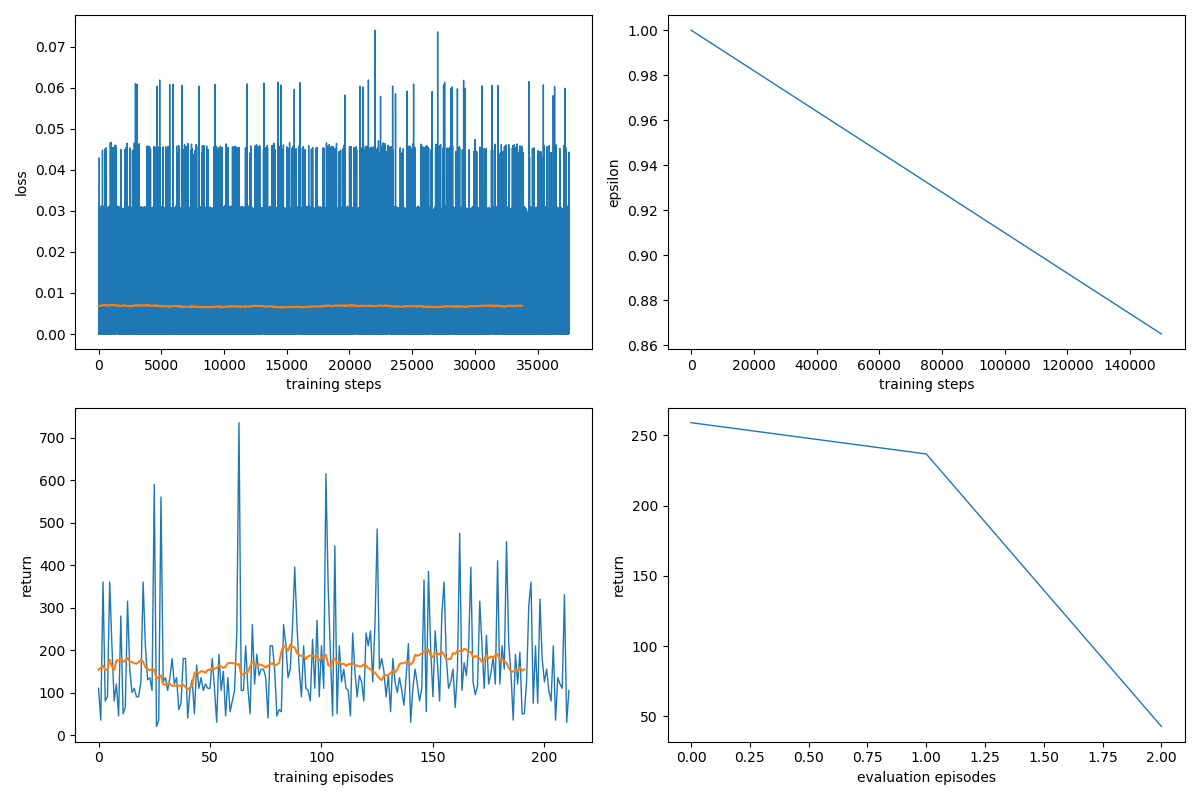 0.07
0.06
0.05
0.04
0.03
0.02
0.01
0.00
loss
0 5000 10000 15000 20000 25000 30000 35000
training steps
1.00
0.98
0.96
0.94
0.92
0.90
0.88
0.86
epsilon
0 20000 40000 60000 80000 100000 120000 140000
training steps
700
600
500
400
300
200
100
0
return
0 50 100 150 200
training episodes
250
200
150
100
50
return
0.00 0.25 0.50 0.75 1.00 1.25 1.50 1.75 2.00
evaluation episodes